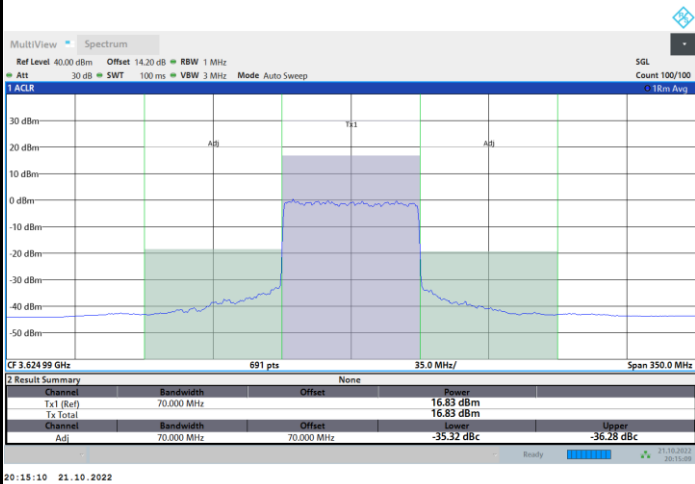 MultiView Spectrum
Ref Level 40.00 dBm Offset 14.20 dB RBW 1 MHz SGL
Att 30 dB SWT 100 ms VBW 3 MHz Mode Auto Sweep Count 100/100
1 ACLR 1Rm Avg
30 dBm
Tx1
20 dBm
Adj Adj
10 dBm
0 dBm
-10 dBm
-20 dBm
-30 dBm
-40 dBm
-50 dBm
CF 3.624 99 GHz 691 pts 35.0 MHz/ Span 350.0 MHz
2 Result Summary None
Channel Bandwidth Offset Power
Tx1 (Ref) 70.000 MHz 16.83 dBm
Tx Total 16.83 dBm
Channel Bandwidth Offset Lower Upper
Adj 70.000 MHz 70.000 MHz -35.32 dBc -36.28 dBc
Ready 21.10.2022
20:15:09
20:15:10 21.10.2022